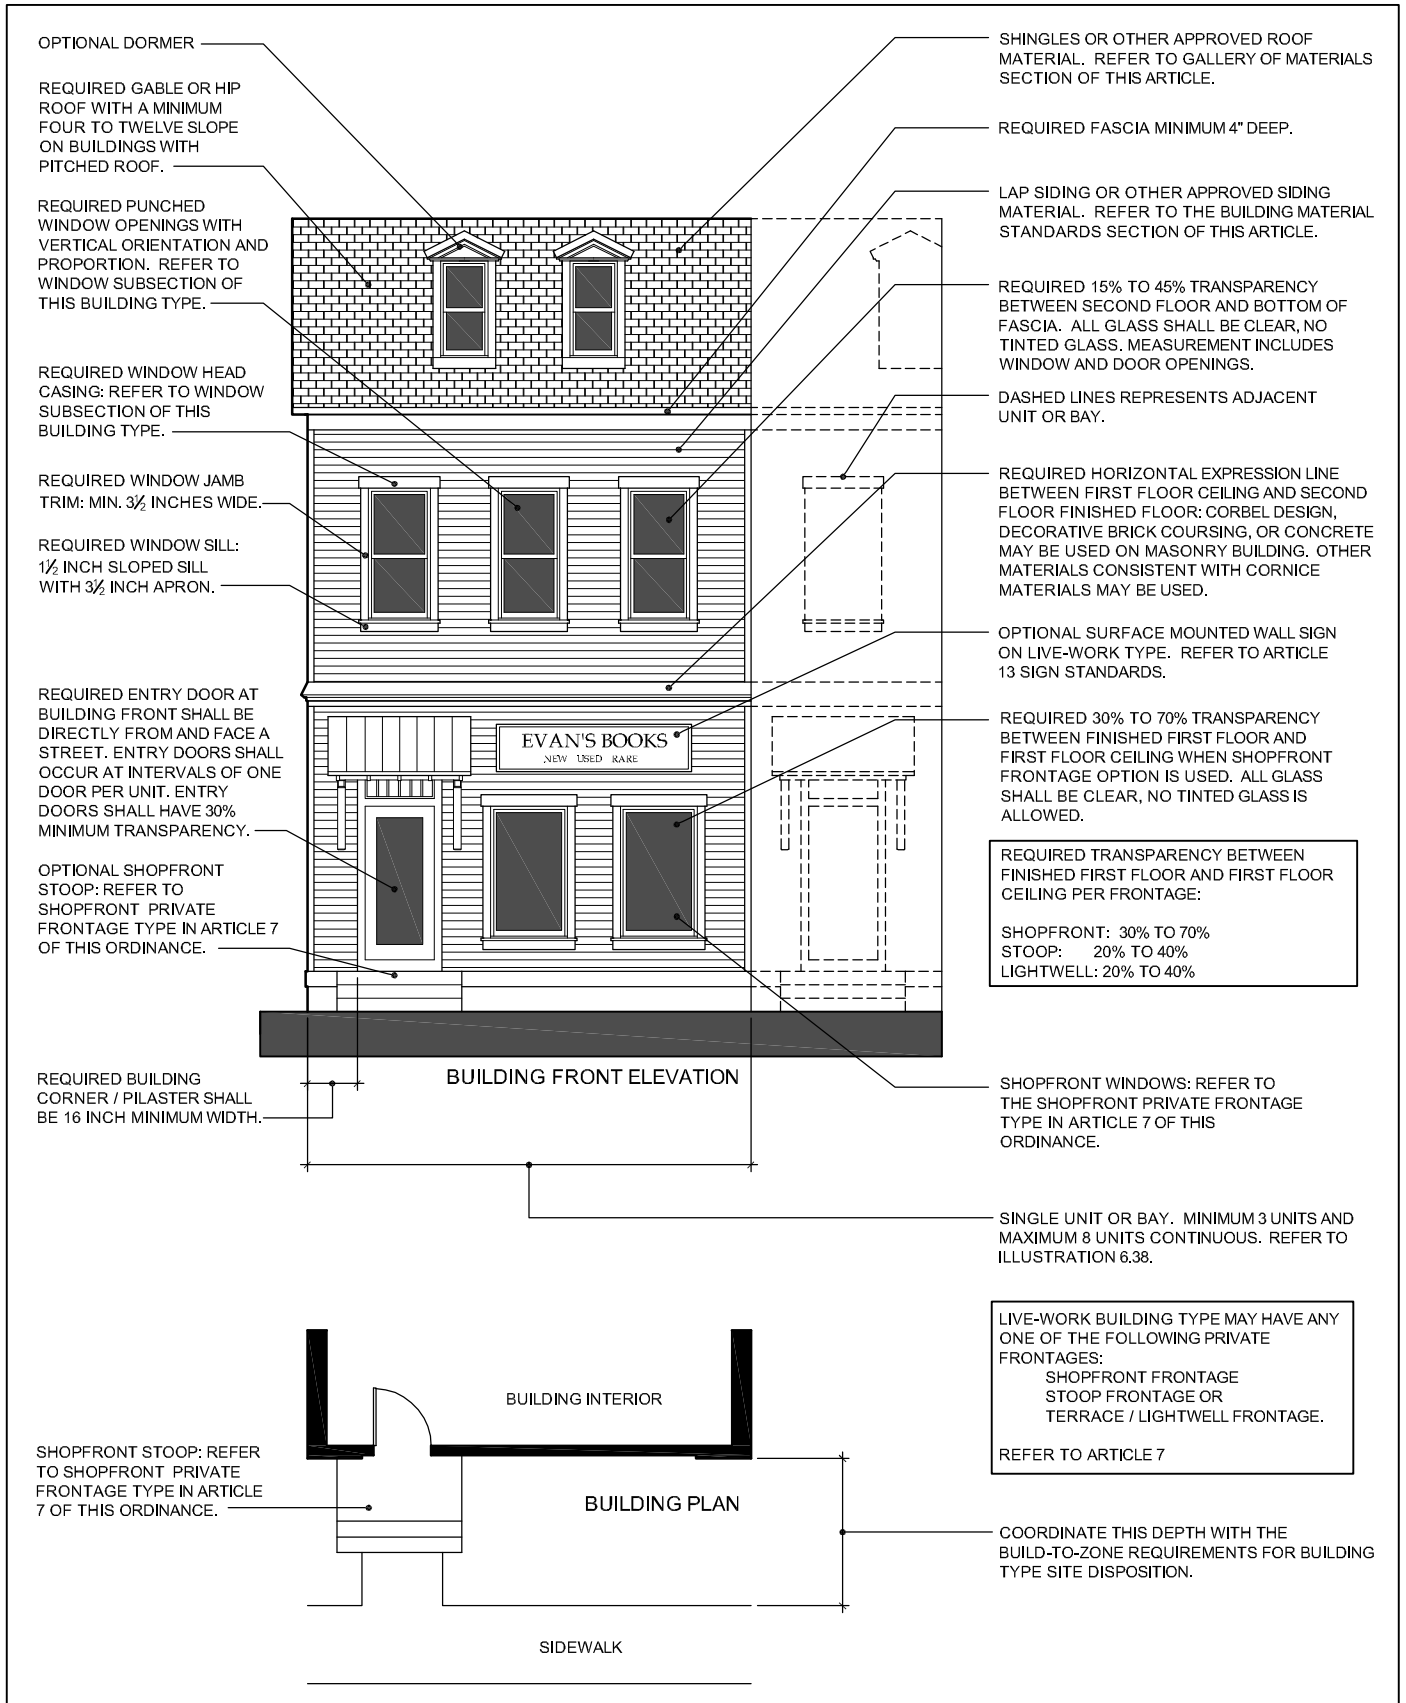 OPTIONAL DORMER
REQUIRED GABLE OR HIP
ROOF WITH A MINIMUM
FOUR TO TWELVE SLOPE
ON BUILDINGS WITH
PITCHED ROOF.
REQUIRED PUNCHED
WINDOW OPENINGS WITH
VERTICAL ORIENTATION AND
PROPORTION. REFER TO
WINDOW SUBSECTION OF
THIS BUILDING TYPE.
REQUIRED WINDOW HEAD
CASING: REFER TO WINDOW
SUBSECTION OF THIS
BUILDING TYPE.
REQUIRED WINDOW JAMB
TRIM: MIN. 3½ INCHES WIDE.
REQUIRED WINDOW SILL:
1½ INCH SLOPED SILL
WITH 3½ INCH APRON.
REQUIRED ENTRY DOOR AT
BUILDING FRONT SHALL BE
DIRECTLY FROM AND FACE A
STREET. ENTRY DOORS SHALL
OCCUR AT INTERVALS OF ONE
DOOR PER UNIT. ENTRY
DOORS SHALL HAVE 30%
MINIMUM TRANSPARENCY.
OPTIONAL SHOPFRONT
STOOP: REFER TO
SHOPFRONT PRIVATE
FRONTAGE TYPE IN ARTICLE 7
OF THIS ORDINANCE.
REQUIRED BUILDING
CORNER / PILASTER SHALL
BE 16 INCH MINIMUM WIDTH.
EVAN'S BOOKS
NEW USED RARE
BUILDING FRONT ELEVATION
SHINGLES OR OTHER APPROVED ROOF
MATERIAL. REFER TO GALLERY OF MATERIALS
SECTION OF THIS ARTICLE.
REQUIRED FASCIA MINIMUM 4" DEEP.
LAP SIDING OR OTHER APPROVED SIDING
MATERIAL. REFER TO THE BUILDING MATERIAL
STANDARDS SECTION OF THIS ARTICLE.
REQUIRED 15% TO 45% TRANSPARENCY
BETWEEN SECOND FLOOR AND BOTTOM OF
FASCIA. ALL GLASS SHALL BE CLEAR, NO
TINTED GLASS. MEASUREMENT INCLUDES
WINDOW AND DOOR OPENINGS.
DASHED LINES REPRESENTS ADJACENT
UNIT OR BAY.
REQUIRED HORIZONTAL EXPRESSION LINE
BETWEEN FIRST FLOOR CEILING AND SECOND
FLOOR FINISHED FLOOR: CORBEL DESIGN,
DECORATIVE BRICK COURSING, OR CONCRETE
MAY BE USED ON MASONRY BUILDING. OTHER
MATERIALS CONSISTENT WITH CORNICE
MATERIALS MAY BE USED.
OPTIONAL SURFACE MOUNTED WALL SIGN
ON LIVE-WORK TYPE. REFER TO ARTICLE
13 SIGN STANDARDS.
REQUIRED 30% TO 70% TRANSPARENCY
BETWEEN FINISHED FIRST FLOOR AND
FIRST FLOOR CEILING WHEN SHOPFRONT
FRONTAGE OPTION IS USED. ALL GLASS
SHALL BE CLEAR, NO TINTED GLASS IS
ALLOWED.
REQUIRED TRANSPARENCY BETWEEN
FINISHED FIRST FLOOR AND FIRST FLOOR
CEILING PER FRONTAGE:
SHOPFRONT: 30% TO 70%
STOOP: 20% TO 40%
LIGHTWELL: 20% TO 40%
SHOPFRONT WINDOWS: REFER TO
THE SHOPFRONT PRIVATE FRONTAGE
TYPE IN ARTICLE 7 OF THIS
ORDINANCE.
SINGLE UNIT OR BAY. MINIMUM 3 UNITS AND
MAXIMUM 8 UNITS CONTINUOUS. REFER TO
ILLUSTRATION 6.38.
LIVE-WORK BUILDING TYPE MAY HAVE ANY
ONE OF THE FOLLOWING PRIVATE
FRONTAGES:
SHOPFRONT FRONTAGE
STOOP FRONTAGE OR
TERRACE / LIGHTWELL FRONTAGE.
REFER TO ARTICLE 7
BUILDING INTERIOR
SHOPFRONT STOOP: REFER
TO SHOPFRONT PRIVATE
FRONTAGE TYPE IN ARTICLE
7 OF THIS ORDINANCE.
BUILDING PLAN
COORDINATE THIS DEPTH WITH THE
BUILD-TO-ZONE REQUIREMENTS FOR BUILDING
TYPE SITE DISPOSITION.
SIDEWALK